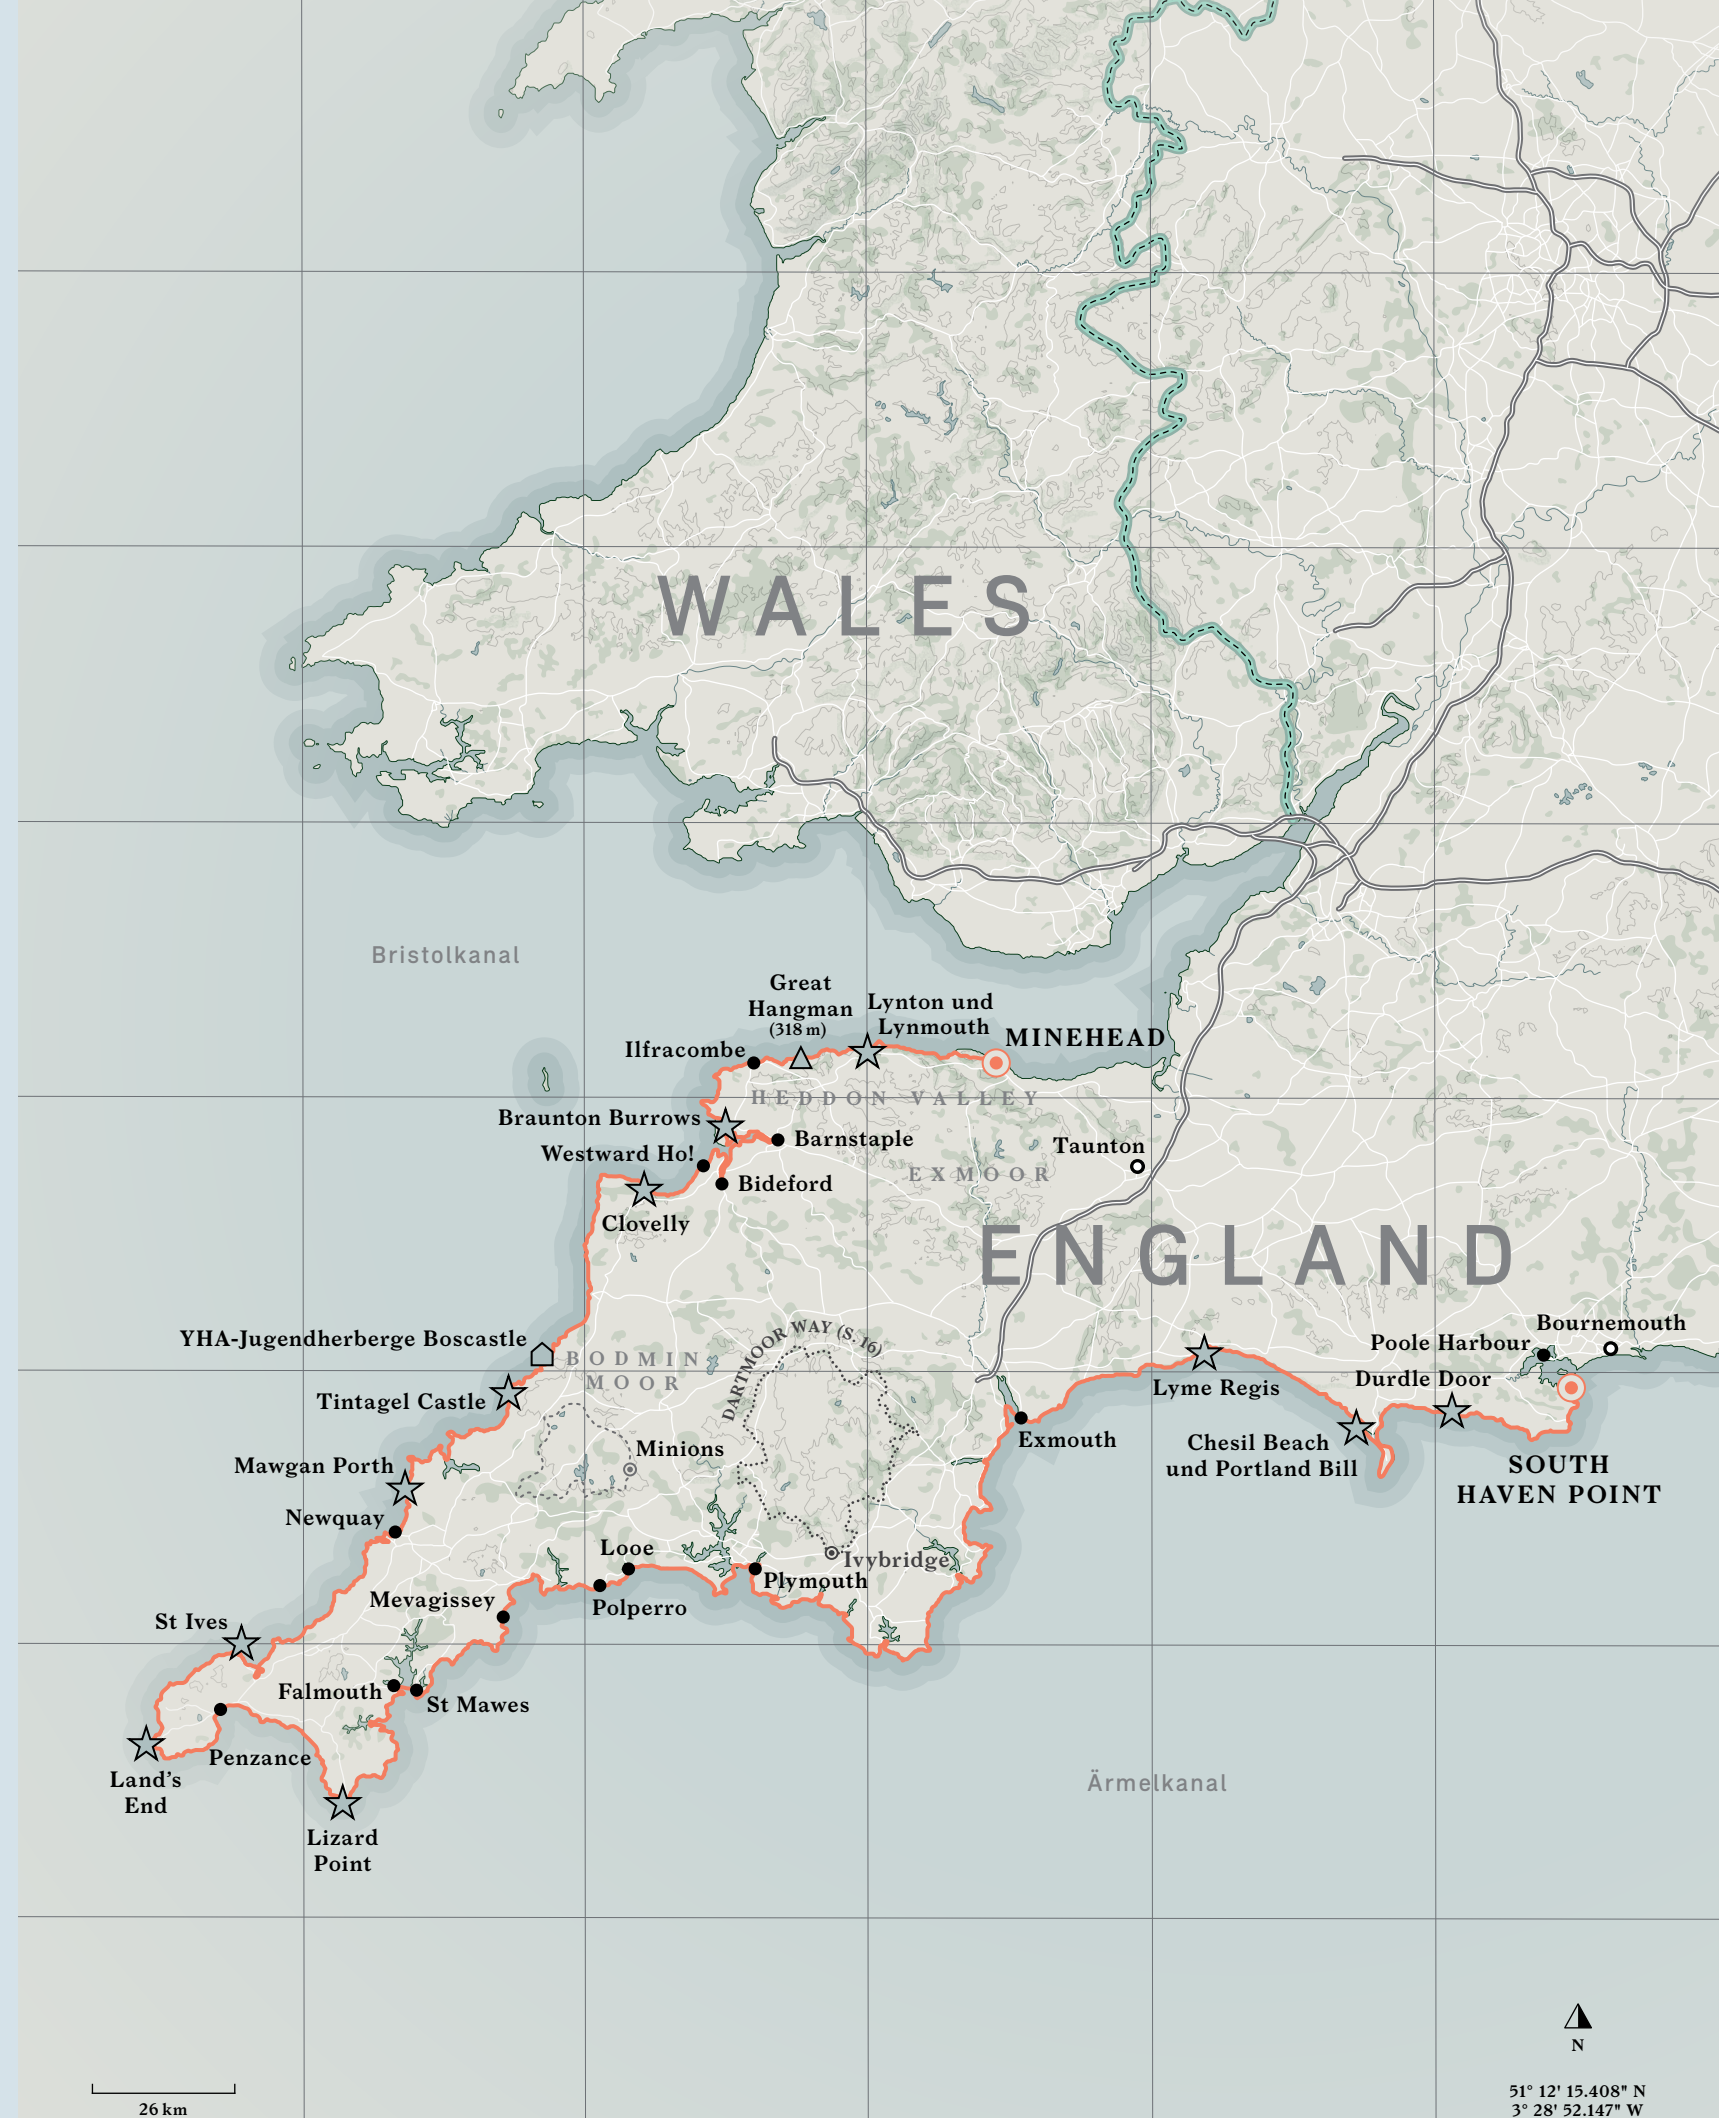 WALES
Bristolkanal
Great
Hangman
(318 m)
Lynton und
Lynmouth
MINEHEAD
Ilfracombe
HEDDON VALLEY
Braunton Burrows
Barnstaple
Westward Ho!
Taunton
EXMOOR
Bideford
Clovelly
ENGLAND
YHA-Jugendherberge Boscastle
BODMIN
MOOR
DARTMOOR WAY (S. 16)
Bournemouth
Poole Harbour
Durdle Door
Lyme Regis
Tintagel Castle
Exmouth
Chesil Beach
und Portland Bill
Minions
Mawgan Porth
SOUTH
HAVEN POINT
Newquay
Looe
Ivybridge
Plymouth
Mevagissey
Polperro
St Ives
Falmouth
St Mawes
Penzance
Land's
End
Ärmelkanal
Lizard
Point
N
26 km
51° 12' 15.408" N
3° 28' 52.147" W